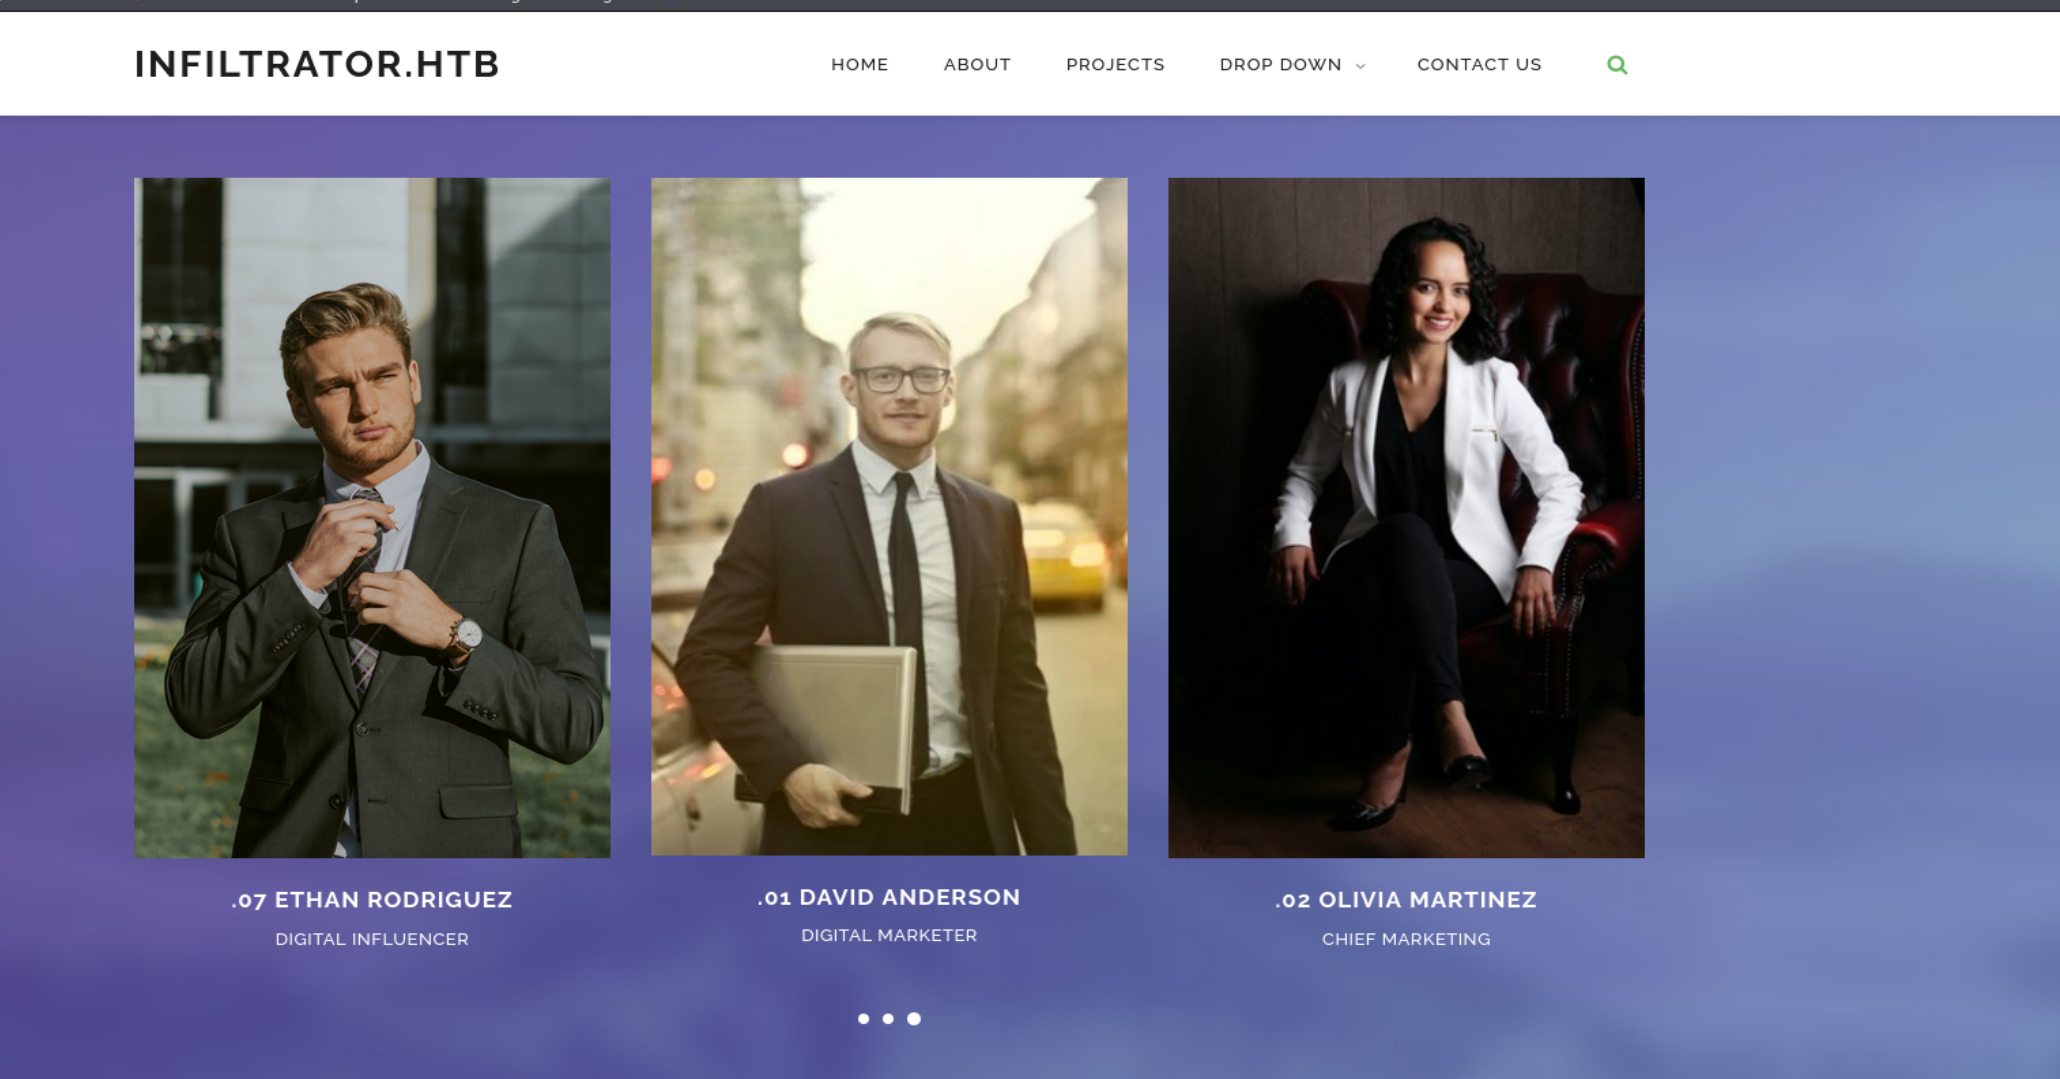 INFILTRATOR.HTB
HOME ABOUT PROJECTS DROP DOWN CONTACT US
.07 ETHAN RODRIGUEZ
DIGITAL INFLUENCER
.01 DAVID ANDERSON
DIGITAL MARKETER
.02 OLIVIA MARTINEZ
CHIEF MARKETING